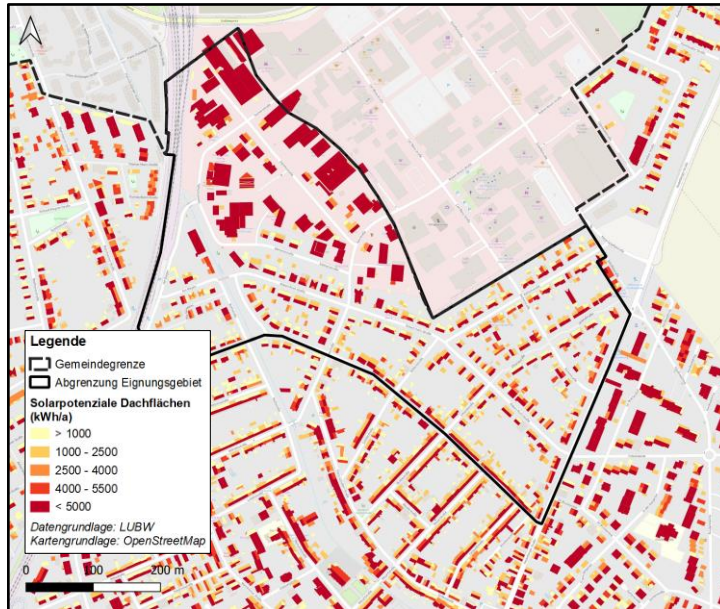 Legende
Gemeindegrenze
Abgrenzung Eignungsgebiet
Solarpotenziale Dachflächen
(kWh/a)
> 1000
1000 - 2500
2500 - 4000
4000 - 5500
< 5000
Datengrundlage: LUBW
Kartengrundlage: OpenStreetMap
0 100 200 m